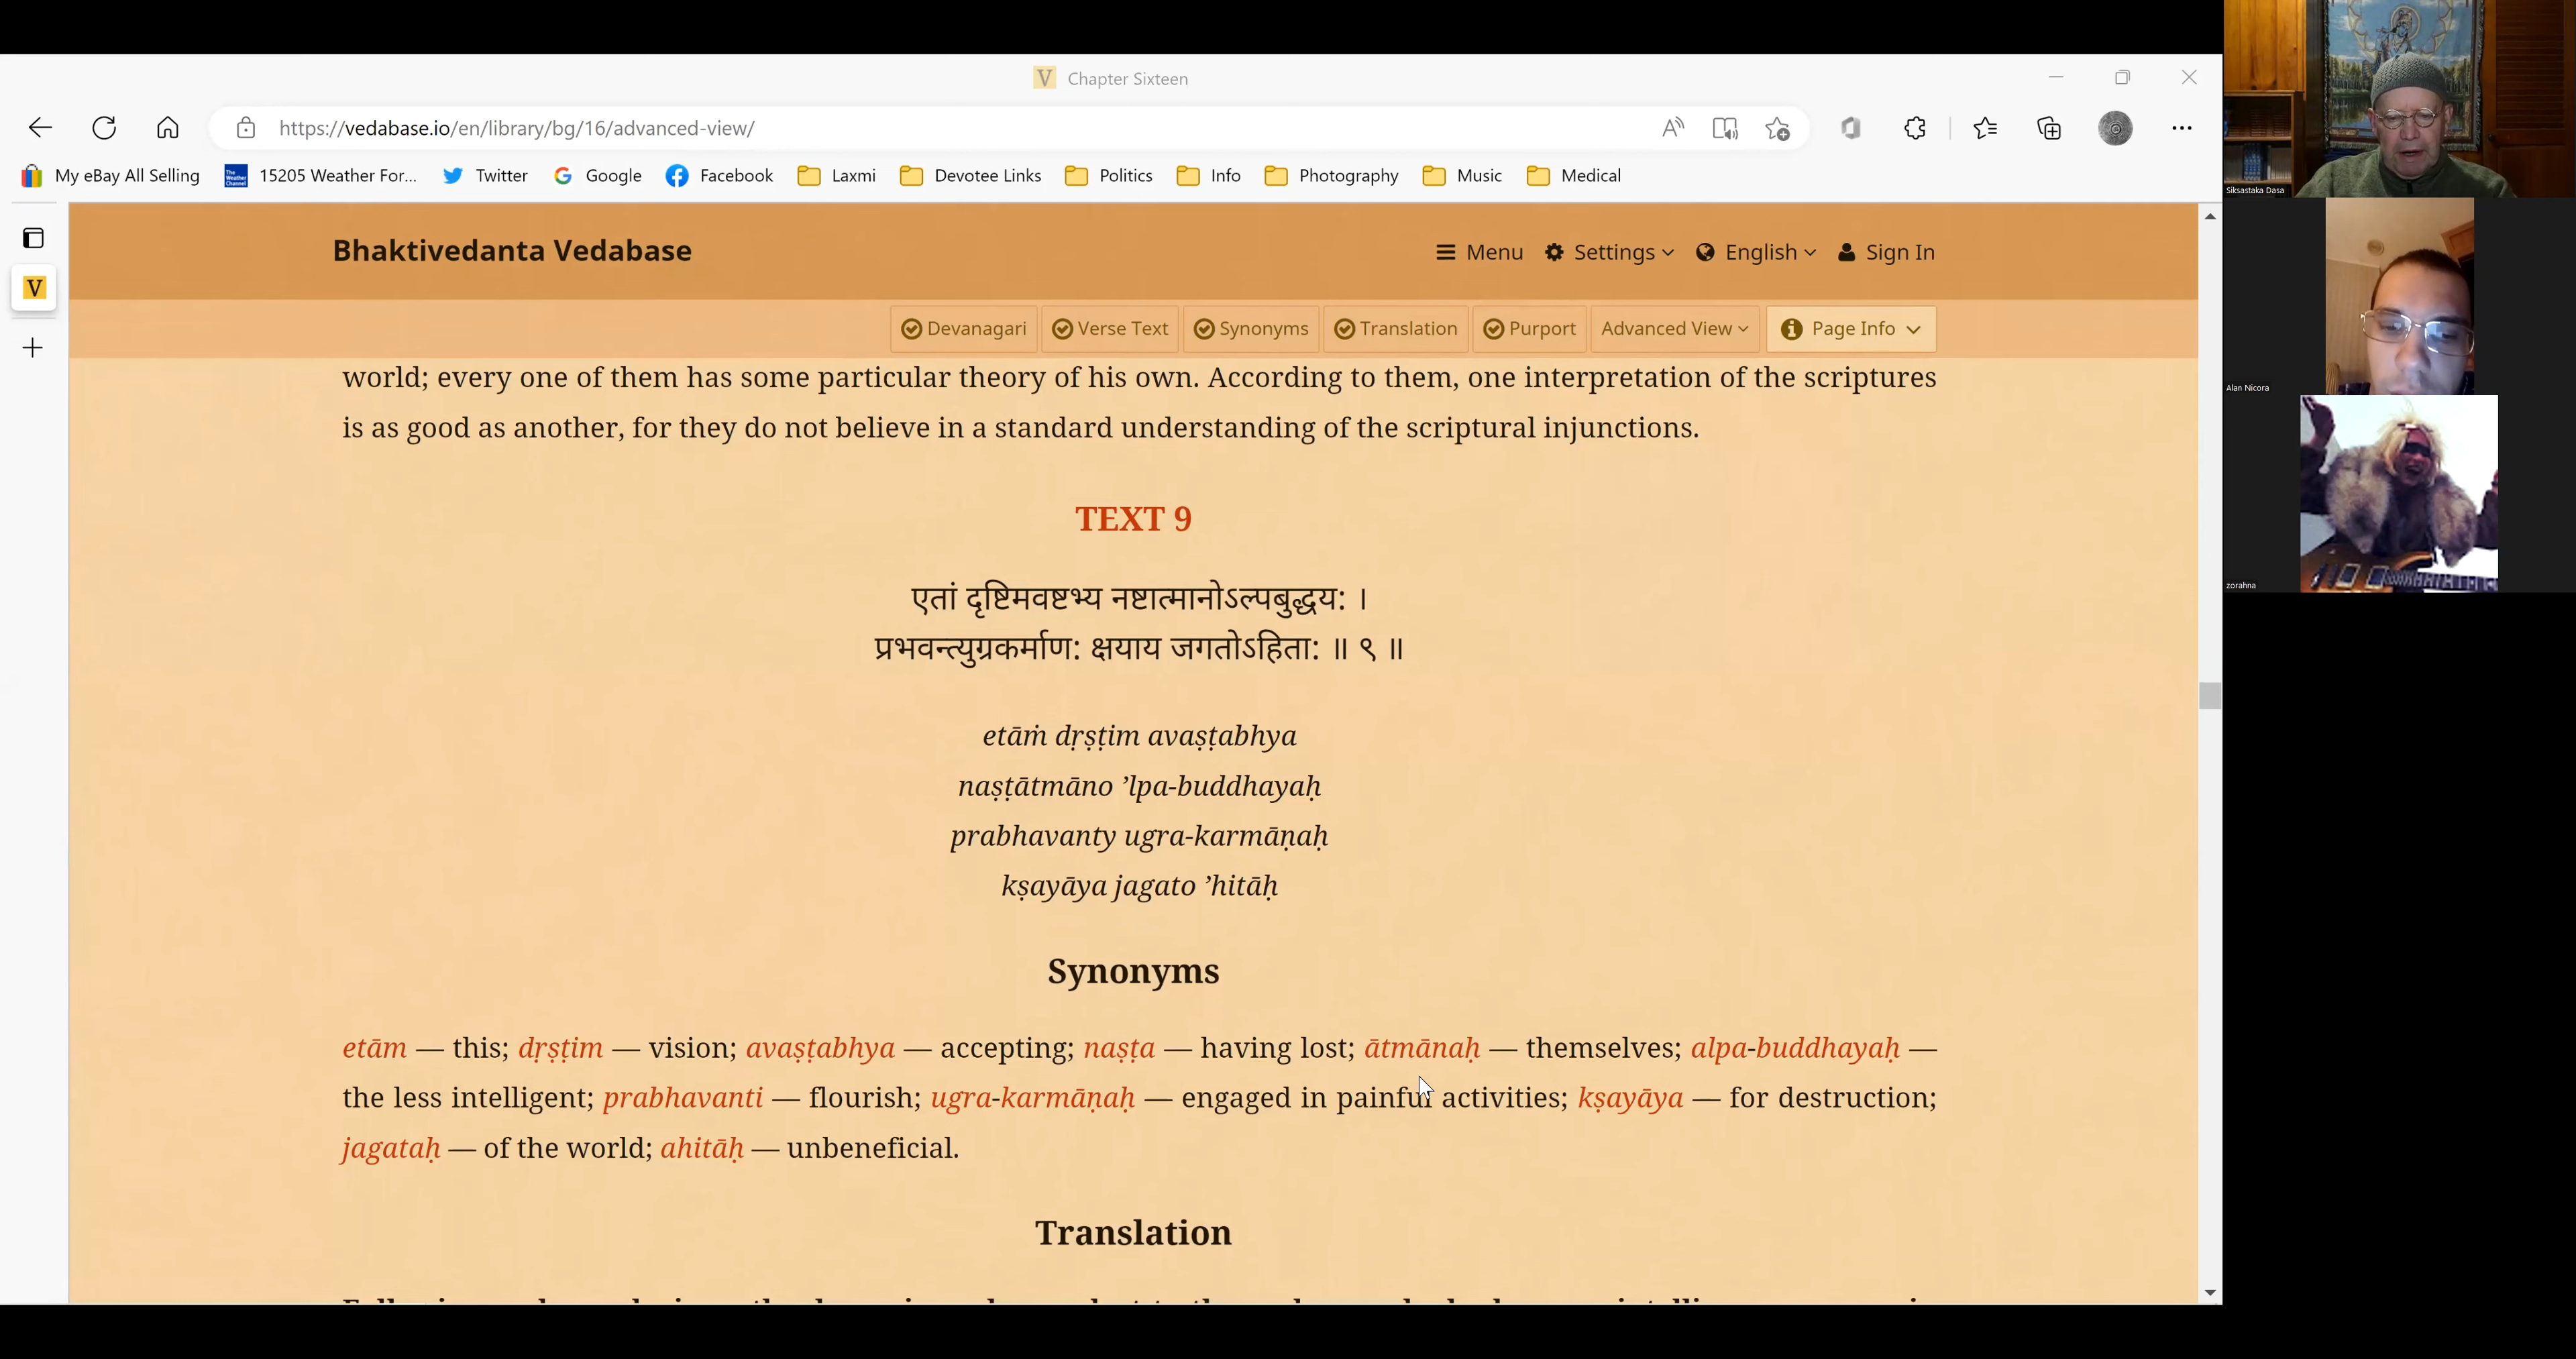 Chapter Sixteen
https://vedabase.io/en/library/bg/16/advanced-view/
My eBay All Selling The Weather Channel 15205 Weather For... Twitter Google Facebook Laxmi Devotee Links Politics Info Photography Music Medical
Bhaktivedanta Vedabase Menu Settings English Sign In
Devanagari Verse Text Synonyms Translation Purport Advanced View Page Info
world; every one of them has some particular theory of his own. According to them, one interpretation of the scriptures
is as good as another, for they do not believe in a standard understanding of the scriptural injunctions.
TEXT 9
एतां दृष्टिमवष्टभ्य नष्टात्मानोऽल्पबुद्धय: ।
प्रभवन्त्युग्रकर्माण: क्षयाय जगतोऽहिता: ॥ ९ ॥
etāṁ dṛṣṭim avaṣṭabhya
naṣṭātmāno ’lpa-buddhayaḥ
prabhavanty ugra-karmāṇaḥ
kṣayāya jagato ’hitāḥ
Synonyms
etām — this; dṛṣṭim — vision; avaṣṭabhya — accepting; naṣṭa — having lost; ātmānaḥ — themselves; alpa-buddhayaḥ —
the less intelligent; prabhavanti — flourish; ugra-karmāṇaḥ — engaged in painful activities; kṣayāya — for destruction;
jagataḥ — of the world; ahitāḥ — unbeneficial.
Translation
Siksastaka Dasa
Alan Nicora
zorahna